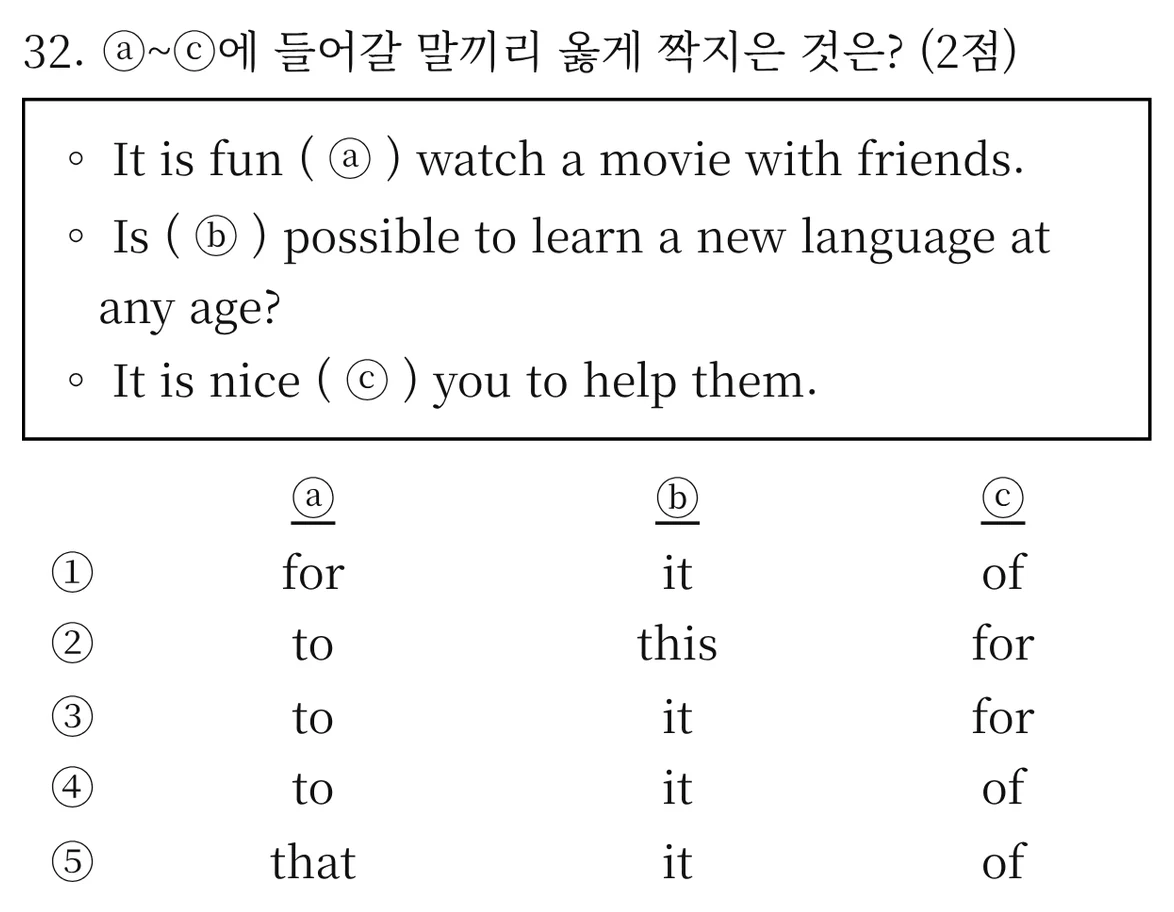 32. ⓐ~ⓒ에 들어갈 말끼리 옳게 짝지은 것은? (2점)
◦ It is fun ( ⓐ ) watch a movie with friends.
◦ Is ( ⓑ ) possible to learn a new language at
any age?
◦ It is nice ( ⓒ ) you to help them.
ⓐ ⓑ ⓒ
① for it of
② to this for
③ to it for
④ to it of
⑤ that it of